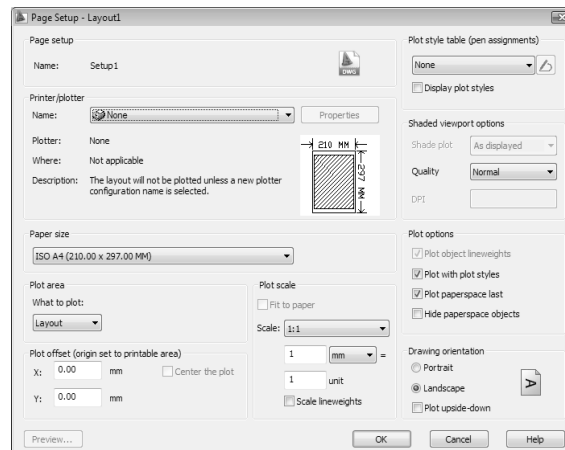 Page Setup - Layout1
Page setup
Name: Setup1
DWG
Printer/plotter
Name: None
Properties
Plotter: None
Where: Not applicable
Description: The layout will not be plotted unless a new plotter
configuration name is selected.
210 MM
297 MM
Paper size
ISO A4 (210.00 x 297.00 MM)
Plot area
What to plot:
Layout
Plot offset (origin set to printable area)
X: 0.00 mm
Center the plot
Y: 0.00 mm
Plot scale
Fit to paper
Scale: 1:1
1 mm =
1 unit
Scale lineweights
Plot style table (pen assignments)
None
Display plot styles
Shaded viewport options
Shade plot As displayed
Quality Normal
DPI
Plot options
Plot object lineweights
Plot with plot styles
Plot paperspace last
Hide paperspace objects
Drawing orientation
Portrait
Landscape
A
Plot upside-down
Preview...
OK
Cancel
Help